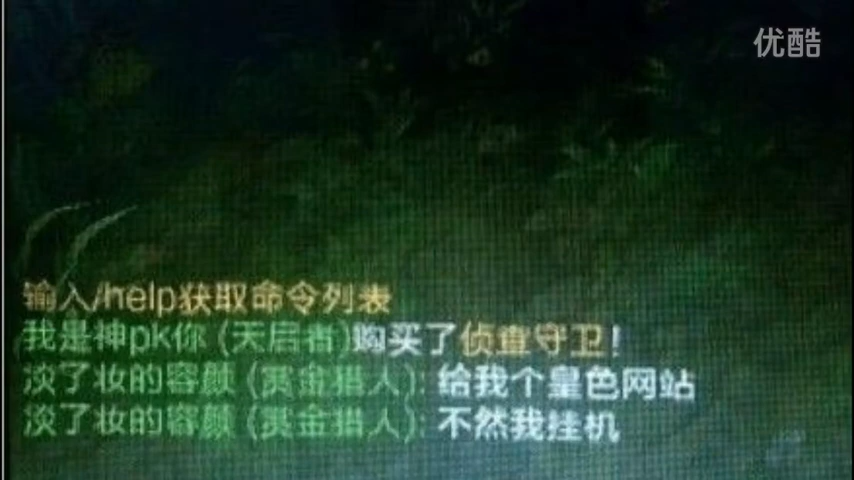 优酷
输入/help获取命令列表
我是神pk你 (天启者)购买了侦查守卫!
淡了妆的容颜 (赏金猎人): 给我个皇色网站
淡了妆的容颜 (赏金猎人): 不然我挂机